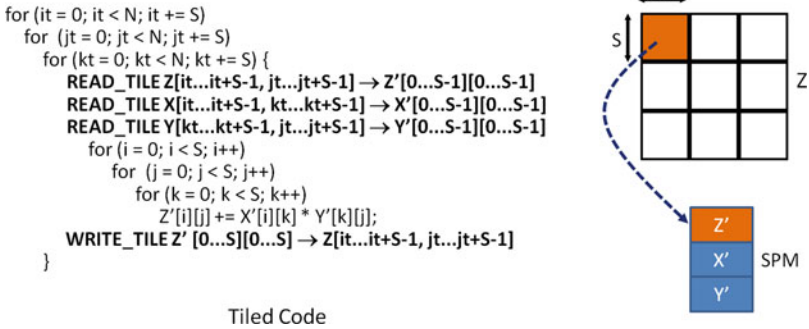 for (it = 0; it < N; it += S)
for (jt = 0; jt < N; jt += S)
for (kt = 0; kt < N; kt += S) {
READ_TILE Z[it...it+S-1, jt...jt+S-1] → Z'[0...S-1][0...S-1]
READ_TILE X[it...it+S-1, kt...kt+S-1] → X'[0...S-1][0...S-1]
READ_TILE Y[kt...kt+S-1, jt...jt+S-1] → Y'[0...S-1][0...S-1]
for (i = 0; i < S; i++)
for (j = 0; j < S; j++)
for (k = 0; k < S; k++)
Z'[i][j] += X'[i][k] * Y'[k][j];
WRITE_TILE Z' [0...S][0...S] → Z[it...it+S-1, jt...jt+S-1]
}
Tiled Code
S
Z
Z'
X'
SPM
Y'